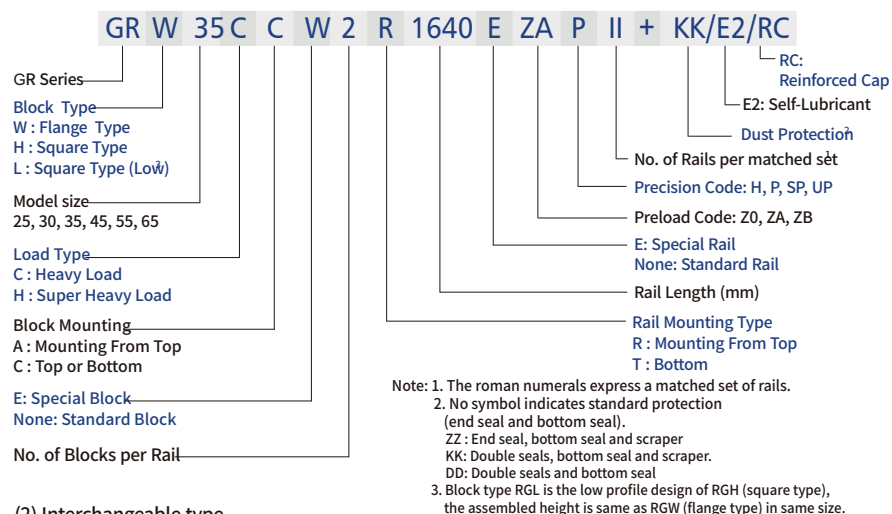 GR W 35 C C W 2 R 1640 E ZA P II + KK/E2/RC
GR Series
Block Type
W : Flange Type
H : Square Type
L : Square Type (Low)3
Model size
25, 30, 35, 45, 55, 65
Load Type
C : Heavy Load
H : Super Heavy Load
Block Mounting
A : Mounting From Top
C : Top or Bottom
E: Special Block
None: Standard Block
No. of Blocks per Rail
RC:
Reinforced Cap
E2: Self-Lubricant
Dust Protection2
No. of Rails per matched set1
Precision Code: H, P, SP, UP
Preload Code: Z0, ZA, ZB
E: Special Rail
None: Standard Rail
Rail Length (mm)
Rail Mounting Type
R : Mounting From Top
T : Bottom
Note: 1. The roman numerals express a matched set of rails.
2. No symbol indicates standard protection
(end seal and bottom seal).
ZZ : End seal, bottom seal and scraper
KK: Double seals, bottom seal and scraper.
DD: Double seals and bottom seal
3. Block type RGL is the low profile design of RGH (square type),
the assembled height is same as RGW (flange type) in same size.
(2) Interchangeable type